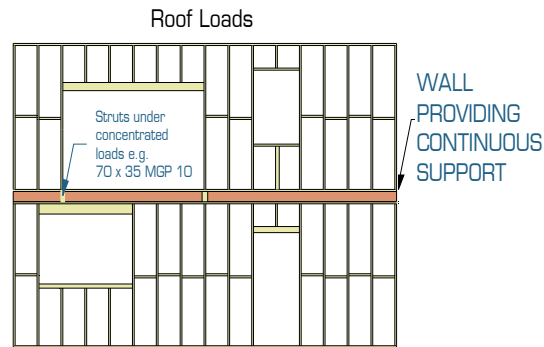 Roof Loads
Struts under
concentrated
loads e.g.
70 x 35 MGP 10
WALL
PROVIDING
CONTINUOUS
SUPPORT